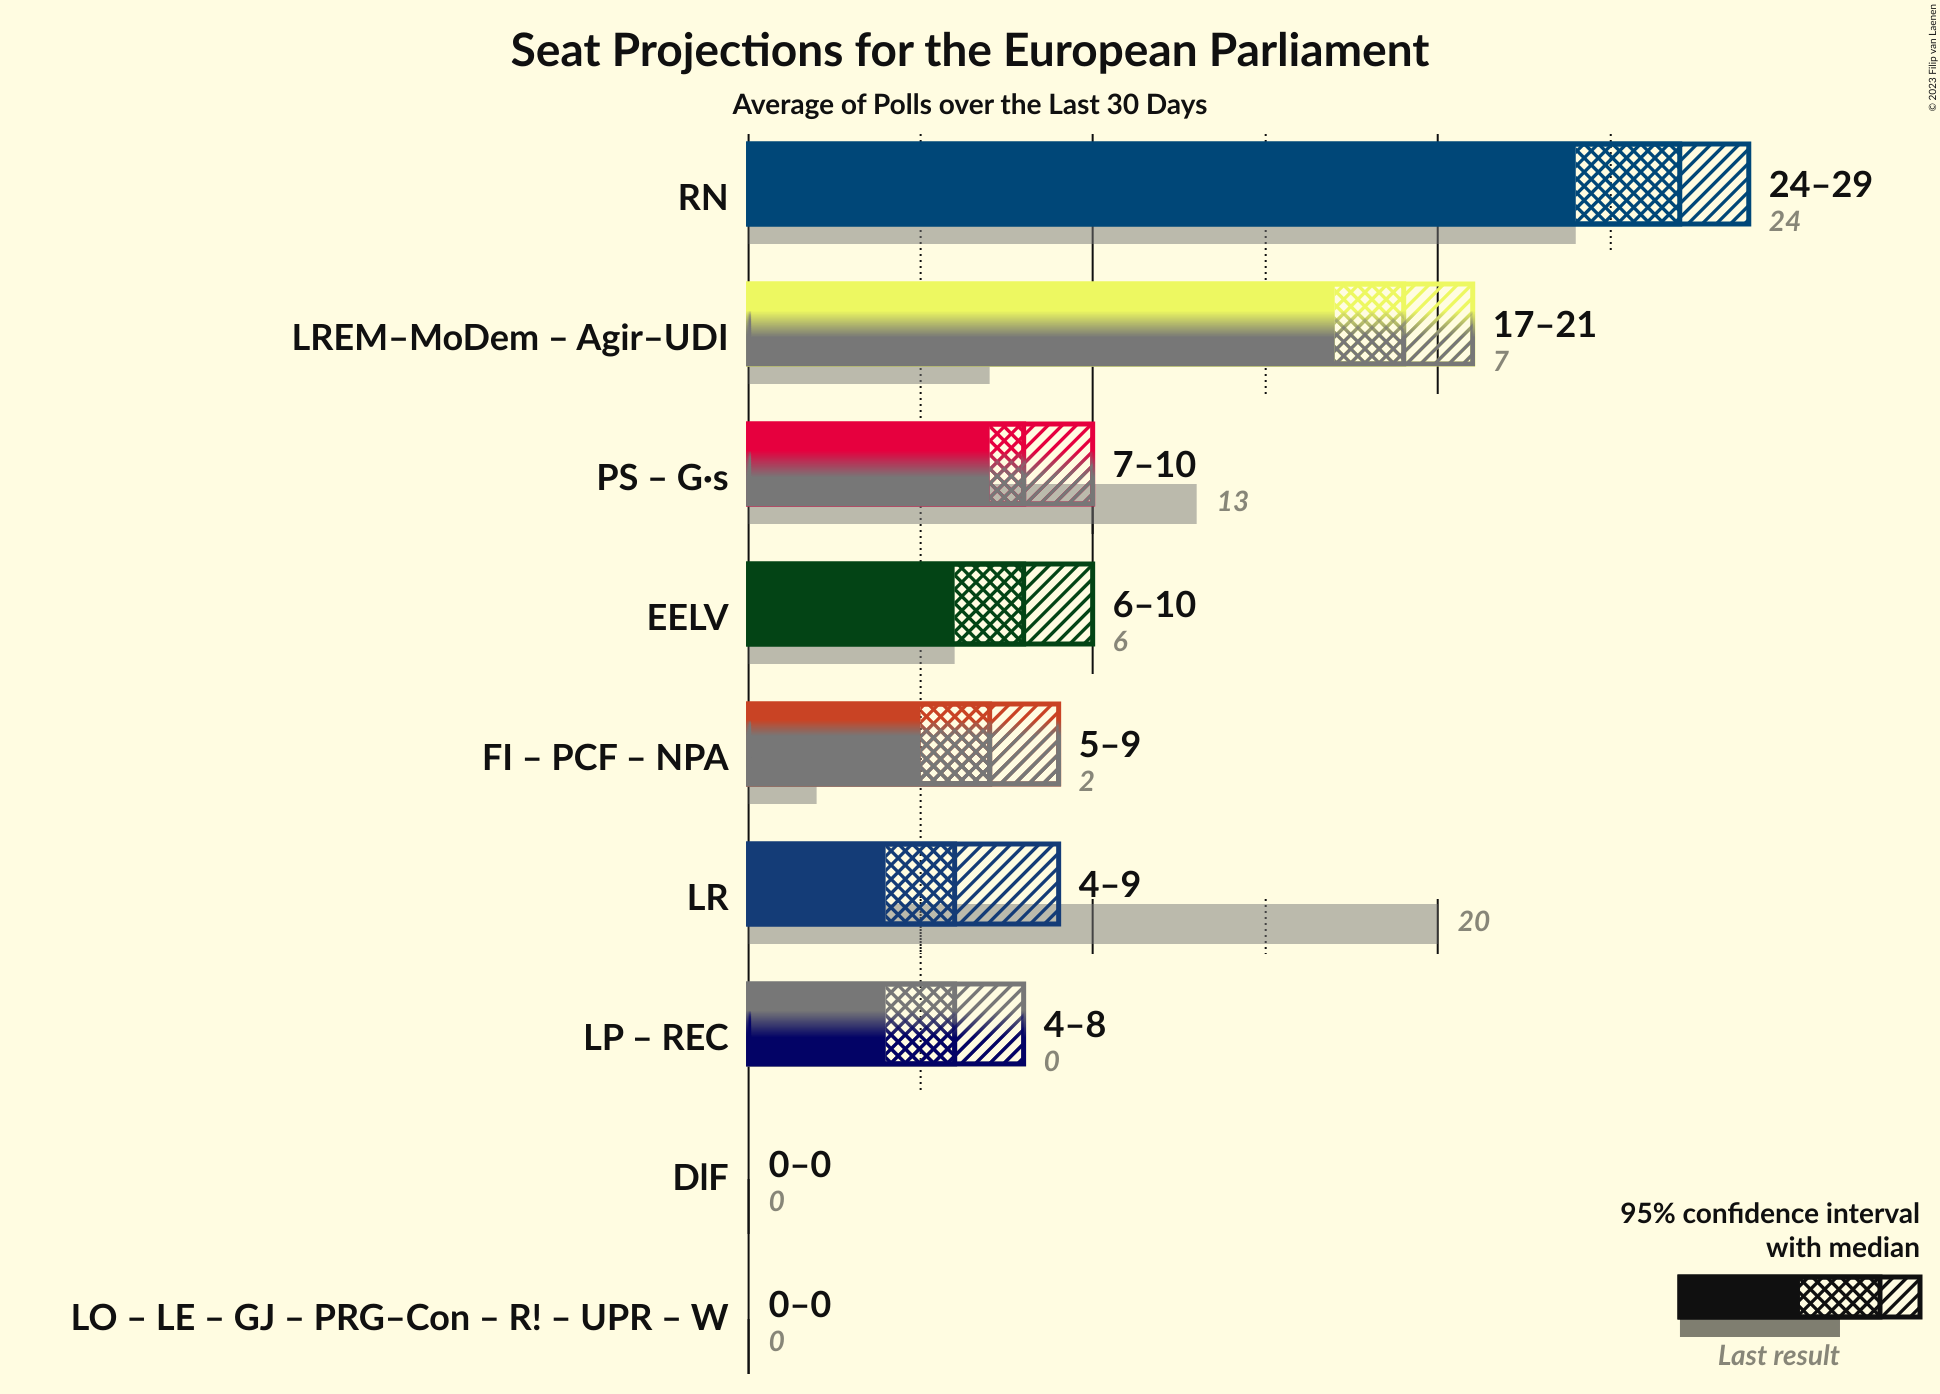 Seat Projections for the European Parliament
Average of Polls over the Last 30 Days
© 2023 Filip van Laenen
RN
24–29
24
LREM–MoDem – Agir–UDI
17–21
7
PS – G·s
7–10
13
EELV
6–10
6
FI – PCF – NPA
5–9
2
LR
4–9
20
LP – REC
4–8
0
DIF
0–0
0
LO – LE – GJ – PRG–Con – R! – UPR – W
0–0
0
95% confidence interval
with median
Last result